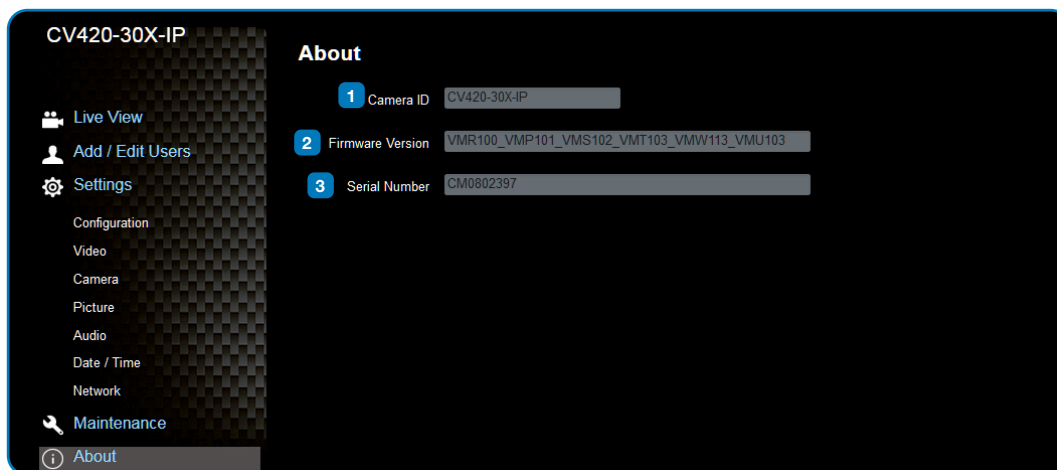 CV420-30X-IP
Live View
Add / Edit Users
Settings
Configuration
Video
Camera
Picture
Audio
Date / Time
Network
Maintenance
About
About
1 Camera ID CV420-30X-IP
2 Firmware Version VMR100_VMP101_VMS102_VMT103_VMW113_VMU103
3 Serial Number CM0802397